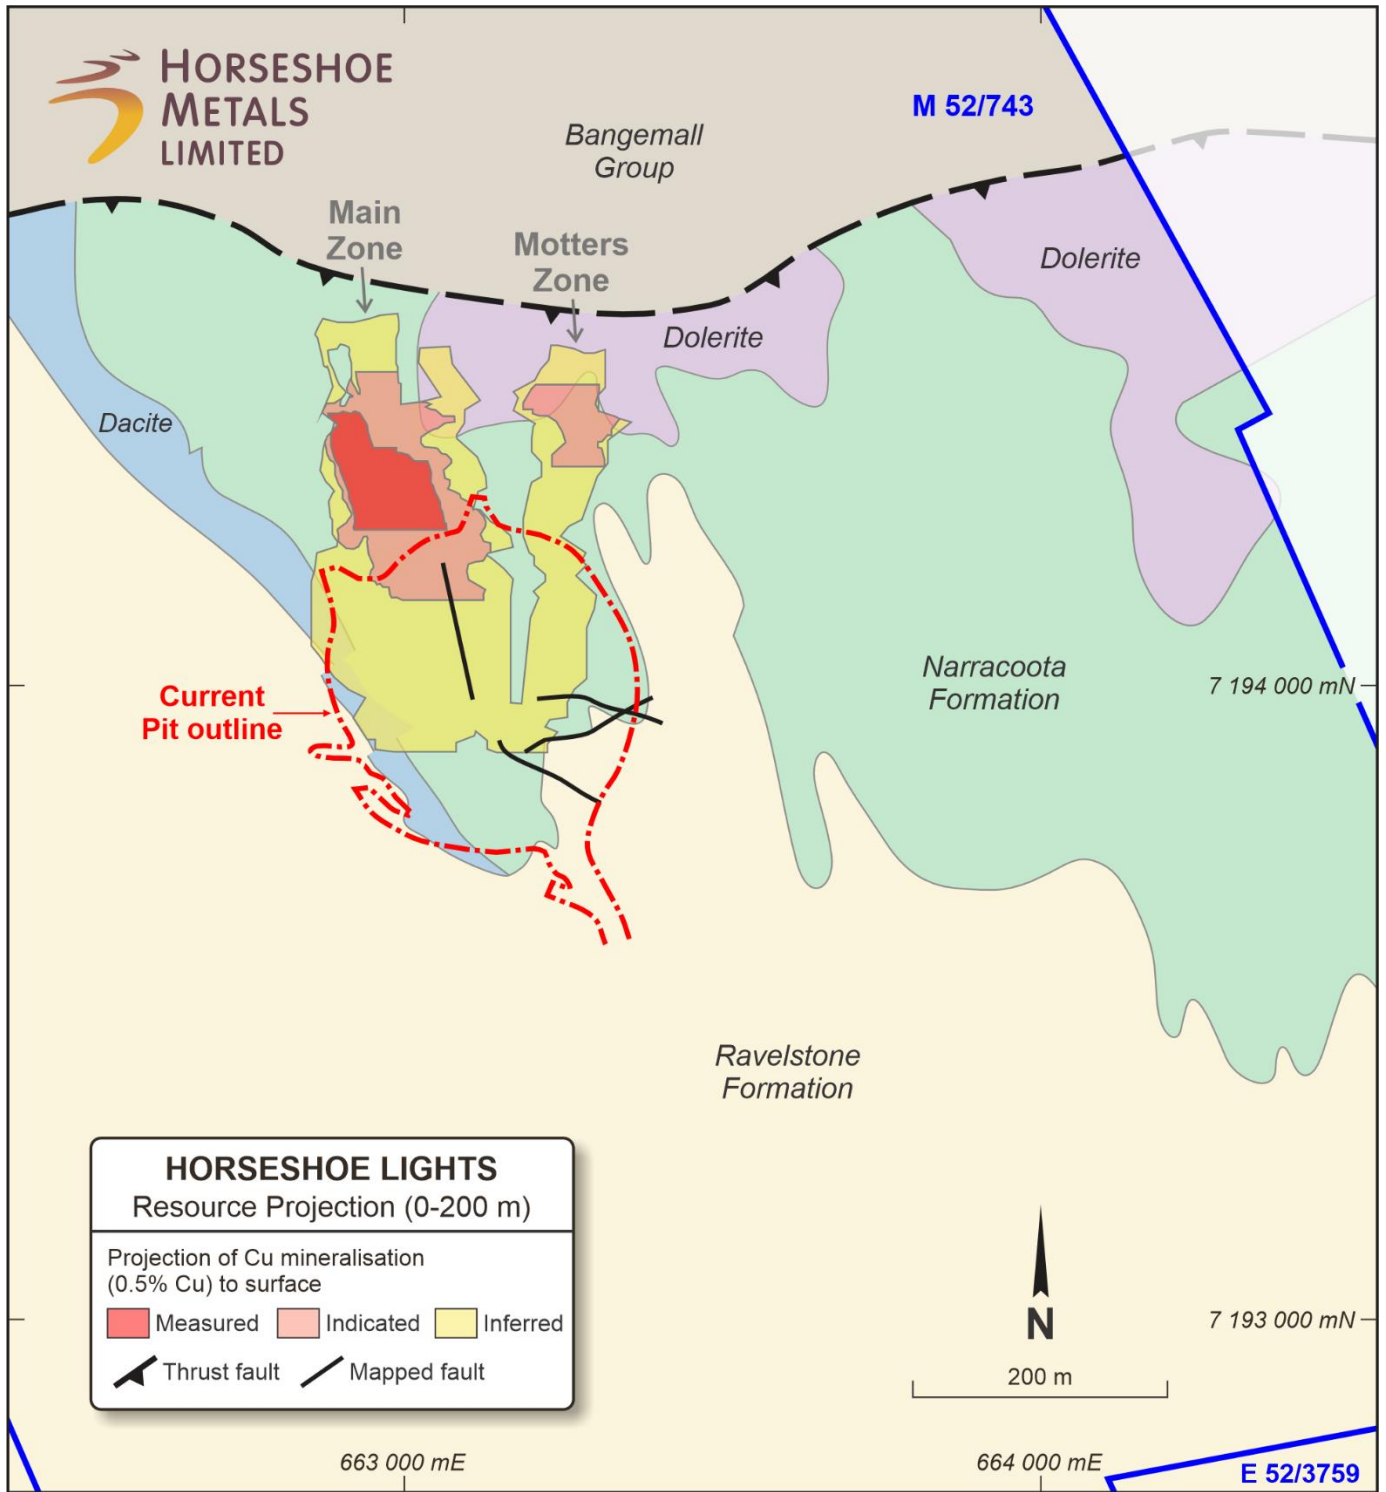 HORSESHOE
METALS
LIMITED
M 52/743
Bangemall
Group
Main
Zone
Motters
Zone
Dolerite
Dolerite
Dacite
Narracoota
Formation
7 194 000 mN
Current
Pit outline
Ravelstone
Formation
HORSESHOE LIGHTS
Resource Projection (0-200 m)
Projection of Cu mineralisation
(0.5% Cu) to surface
Measured
Indicated
Inferred
Thrust fault
Mapped fault
N
7 193 000 mN
200 m
663 000 mE
664 000 mE
E 52/3759